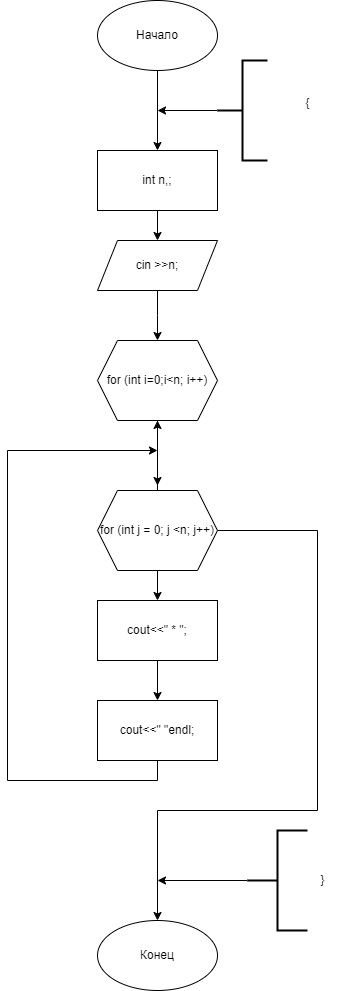 Начало
{
int n,;
cin >>n;
for (int i=0;i<n; i++)
for (int j = 0; j <n; j++)
cout<<" * ";
cout<<" "endl;
}
Конец